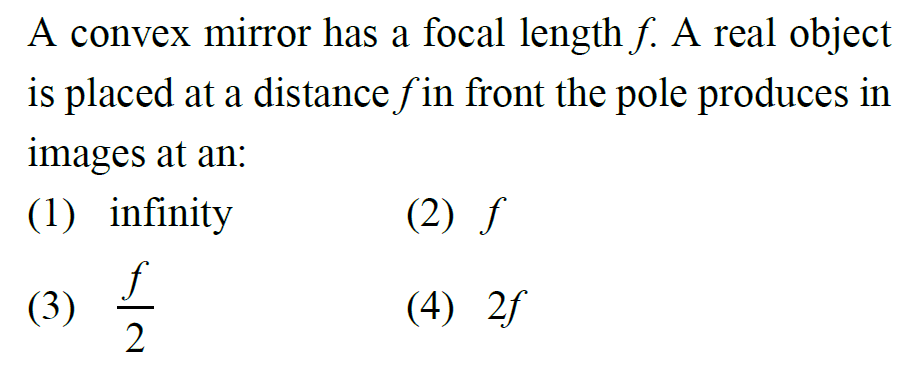 A convex mirror has a focal length f. A real object
is placed at a distance f in front the pole produces in
images at an:
(1) infinity (2) f
(3) f/2 (4) 2f